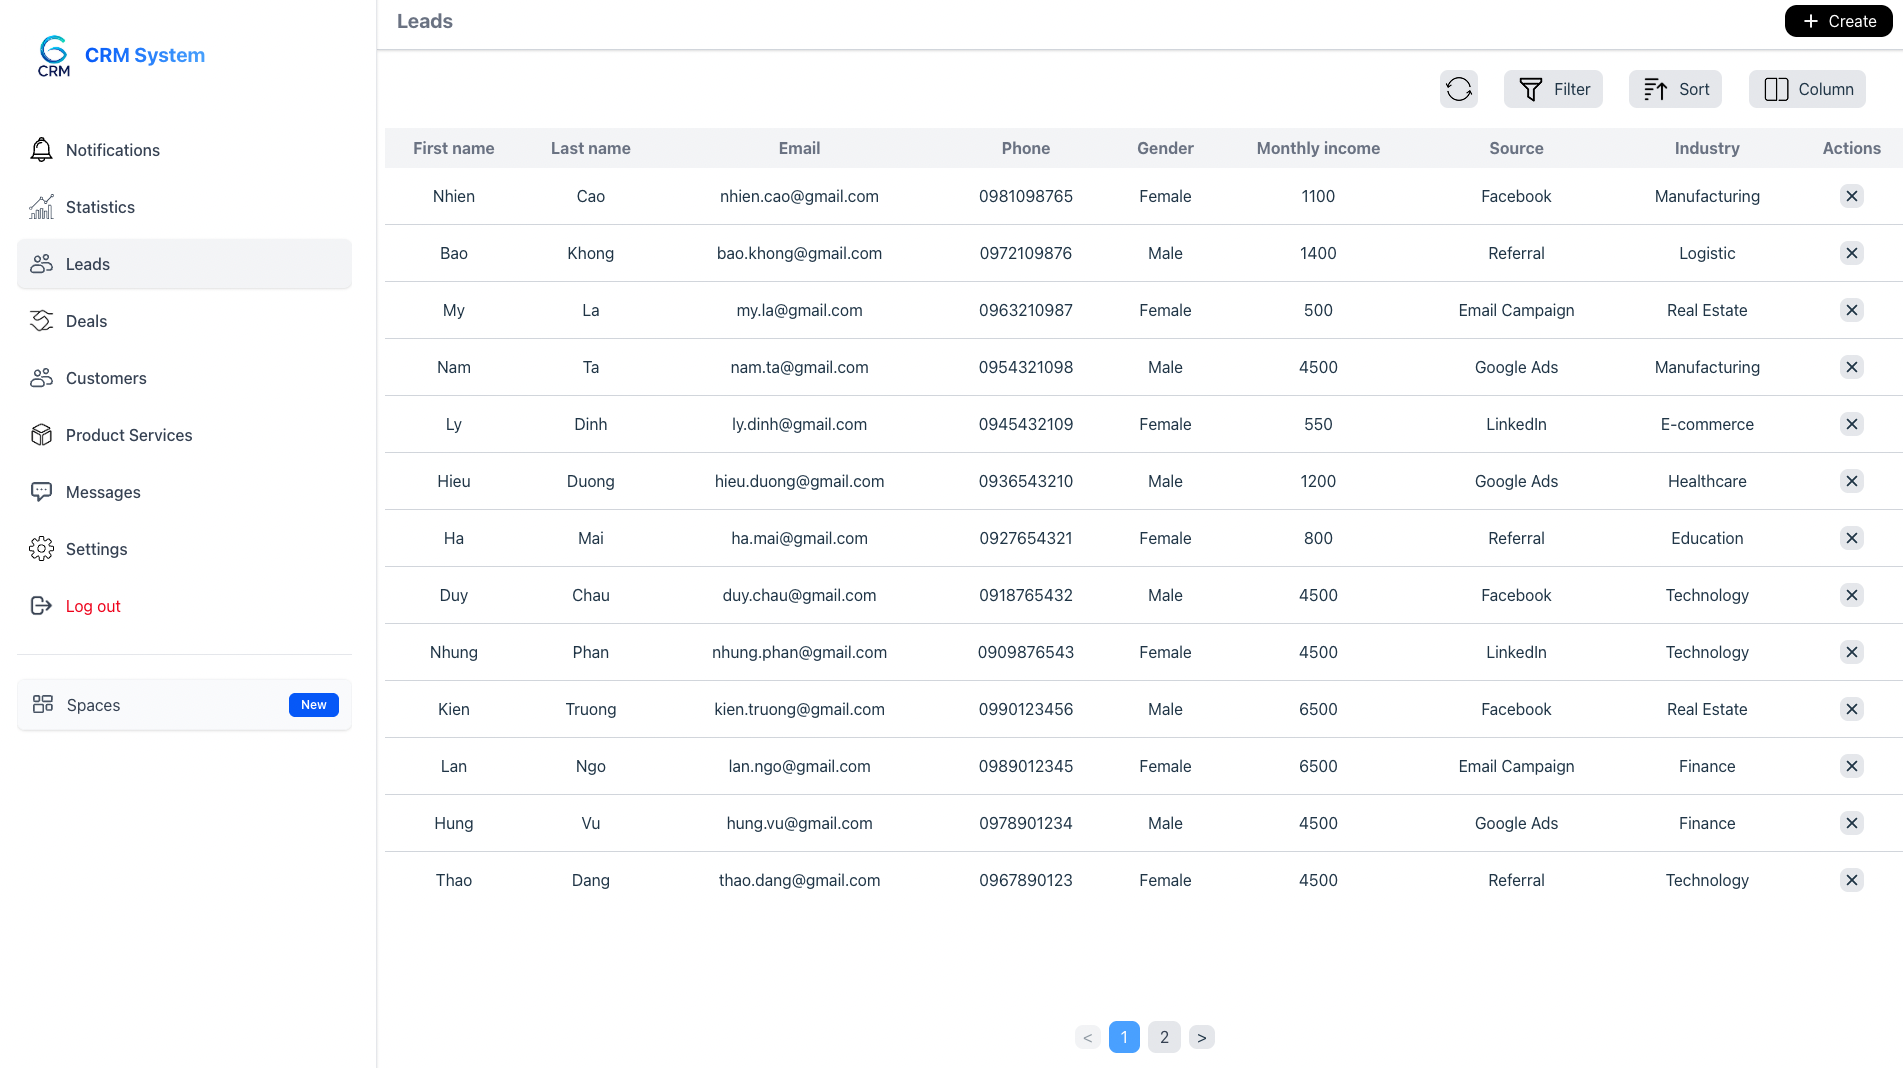 Leads
+ Create
CRM
CRM System
Notifications
Statistics
Leads
Deals
Customers
Product Services
Messages
Settings
Log out
Spaces New
Filter Sort Column
First name Last name Email Phone Gender Monthly income Source Industry Actions
Nhien Cao nhien.cao@gmail.com 0981098765 Female 1100 Facebook Manufacturing
Bao Khong bao.khong@gmail.com 0972109876 Male 1400 Referral Logistic
My La my.la@gmail.com 0963210987 Female 500 Email Campaign Real Estate
Nam Ta nam.ta@gmail.com 0954321098 Male 4500 Google Ads Manufacturing
Ly Dinh ly.dinh@gmail.com 0945432109 Female 550 LinkedIn E-commerce
Hieu Duong hieu.duong@gmail.com 0936543210 Male 1200 Google Ads Healthcare
Ha Mai ha.mai@gmail.com 0927654321 Female 800 Referral Education
Duy Chau duy.chau@gmail.com 0918765432 Male 4500 Facebook Technology
Nhung Phan nhung.phan@gmail.com 0909876543 Female 4500 LinkedIn Technology
Kien Truong kien.truong@gmail.com 0990123456 Male 6500 Facebook Real Estate
Lan Ngo lan.ngo@gmail.com 0989012345 Female 6500 Email Campaign Finance
Hung Vu hung.vu@gmail.com 0978901234 Male 4500 Google Ads Finance
Thao Dang thao.dang@gmail.com 0967890123 Female 4500 Referral Technology
< 1 2 >